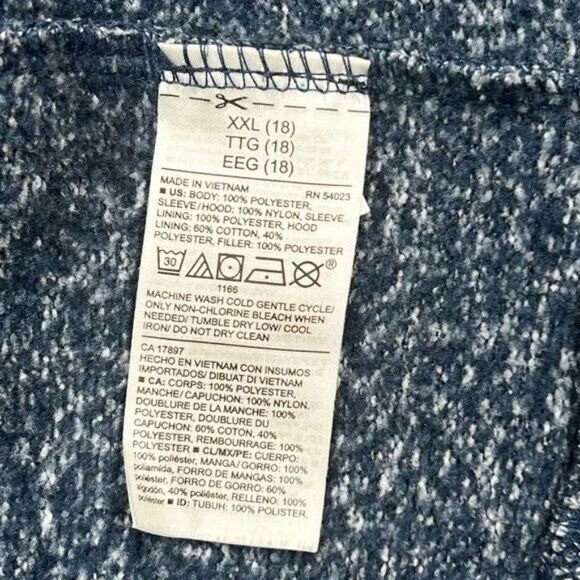 XXL (18)
TTG (18)
EEG (18)
MADE IN VIETNAM RN 54023
■ US: BODY: 100% POLYESTER,
SLEEVE/HOOD: 100% NYLON, SLEEVE
LINING: 100% POLYESTER, HOOD
LINING: 60% COTTON, 40%
POLYESTER, FILLER: 100% POLYESTER
30 ®
1166
MACHINE WASH COLD GENTLE CYCLE/
ONLY NON-CHLORINE BLEACH WHEN
NEEDED/ TUMBLE DRY LOW/ COOL
IRON/ DO NOT DRY CLEAN
CA 17897
HECHO EN VIETNAM CON INSUMOS
IMPORTADOS/ DIBUAT DI VIETNAM
■ CA: CORPS: 100% POLYESTER,
MANCHE/CAPUCHON: 100% NYLON,
DOUBLURE DE LA MANCHE: 100%
POLYESTER, DOUBLURE DU
CAPUCHON: 60% COTON, 40%
POLYESTER, REMBOURRAGE: 100%
POLYESTER ■ CL/MX/PE: CUERPO:
100% poliéster, MANGA/GORRO: 100%
poliamida, FORRO DE MANGAS: 100%
poliéster, FORRO DE GORRO: 60%
algodón, 40% poliéster, RELLENO: 100%
poliéster ■ ID: TUBUH: 100% POLISTER,